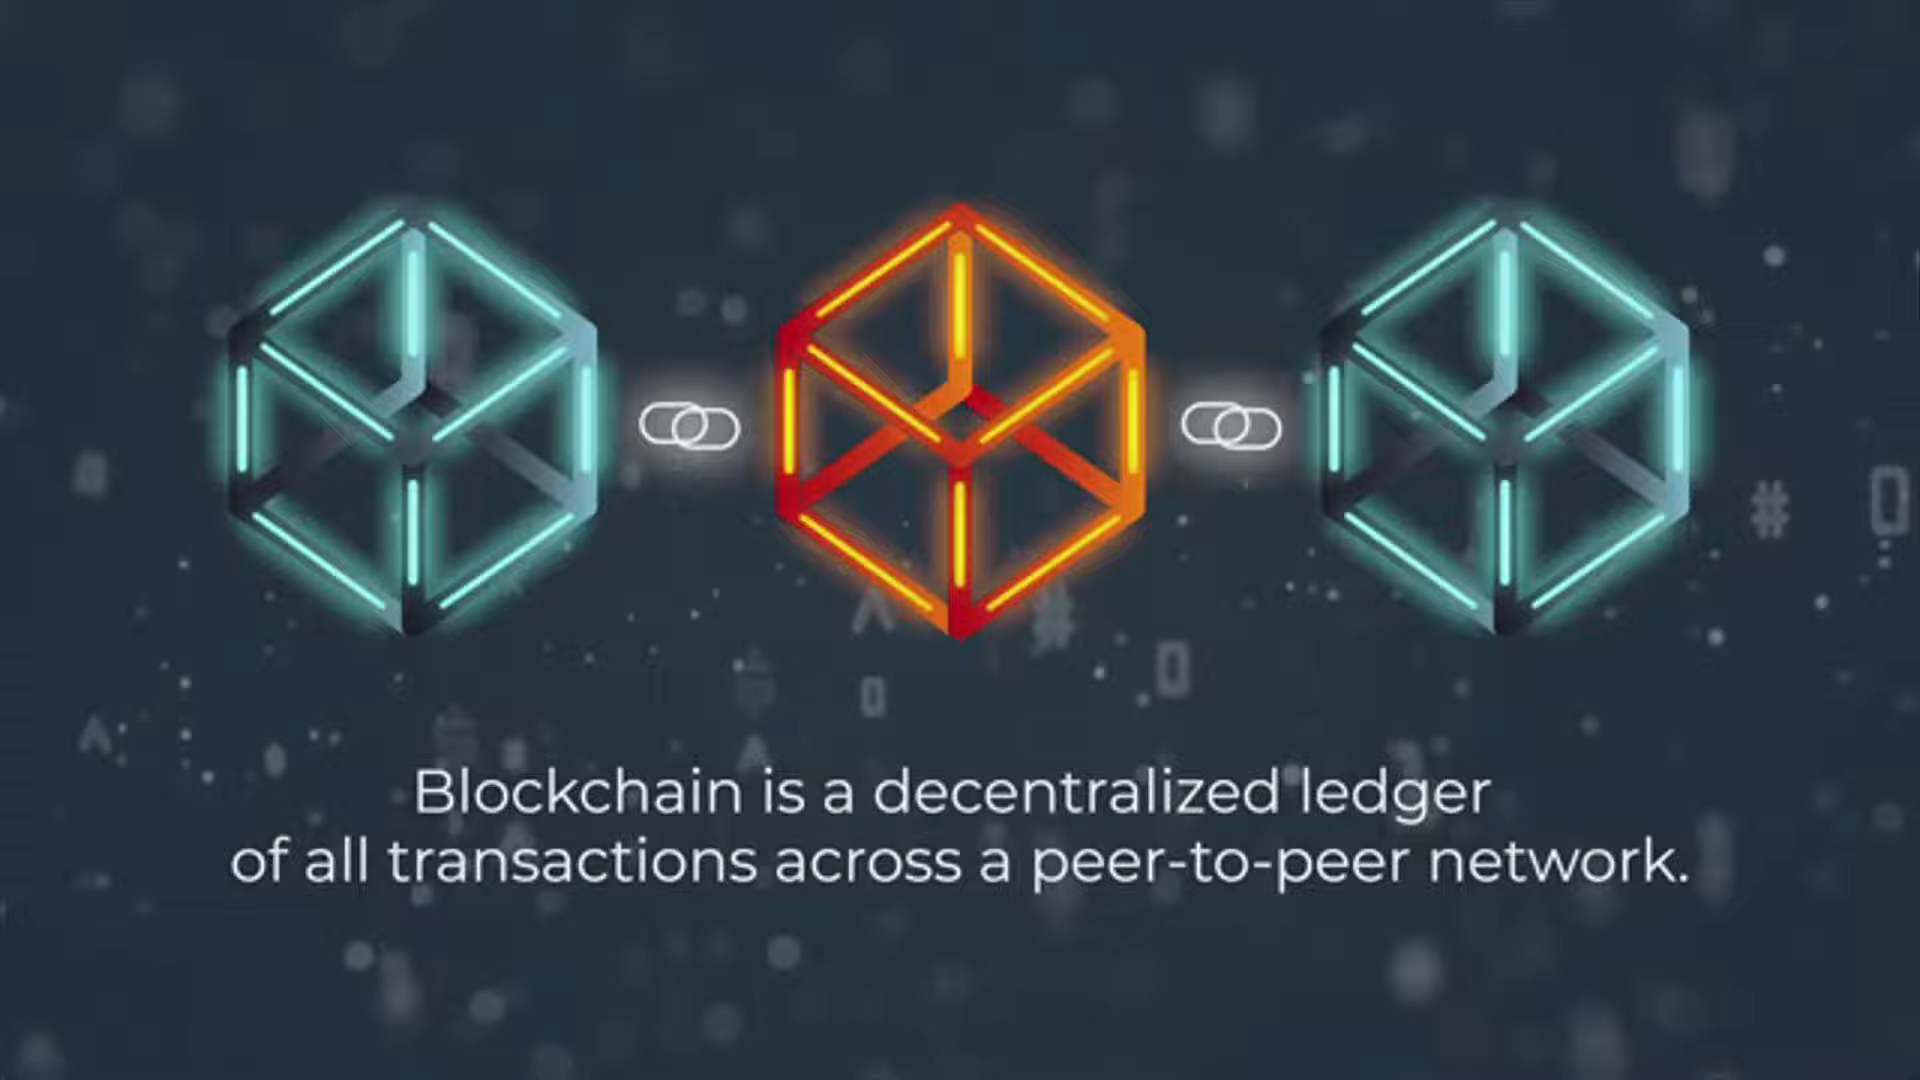 Blockchain is a decentralized ledger
of all transactions across a peer-to-peer network.